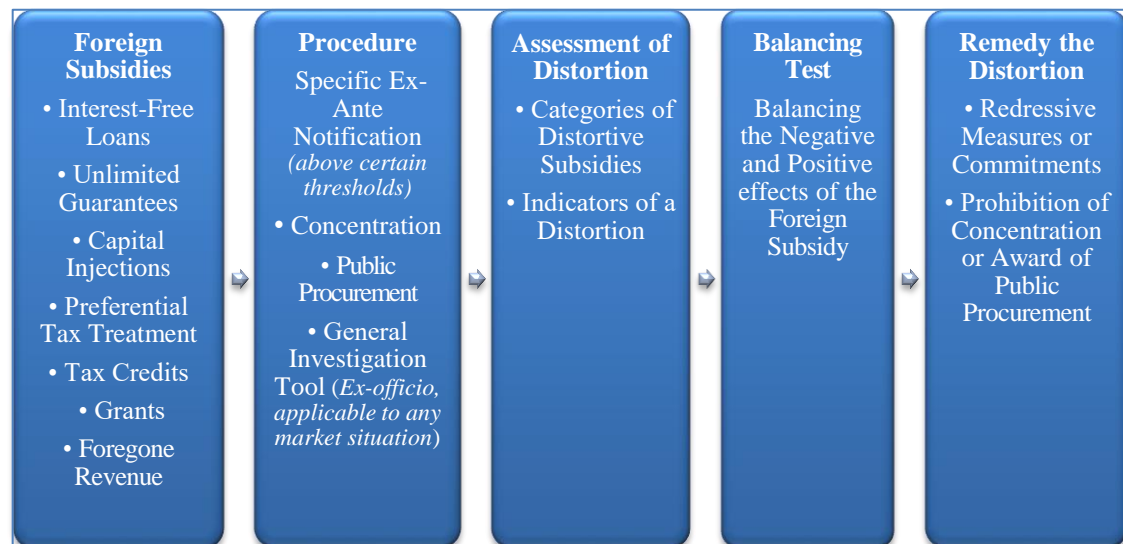 Foreign
Subsidies
• Interest-Free
Loans
• Unlimited
Guarantees
• Capital
Injections
• Preferential
Tax Treatment
• Tax Credits
• Grants
• Foregone
Revenue
Procedure
Specific Ex-
Ante
Notification
(above certain
thresholds)
• Concentration
• Public
Procurement
• General
Investigation
Tool (Ex-officio,
applicable to any
market situation)
Assessment of
Distortion
• Categories of
Distortive
Subsidies
• Indicators of a
Distortion
Balancing
Test
Balancing
the Negative
and Positive
effects of the
Foreign
Subsidy
Remedy the
Distortion
• Redressive
Measures or
Commitments
• Prohibition of
Concentration
or Award of
Public
Procurement